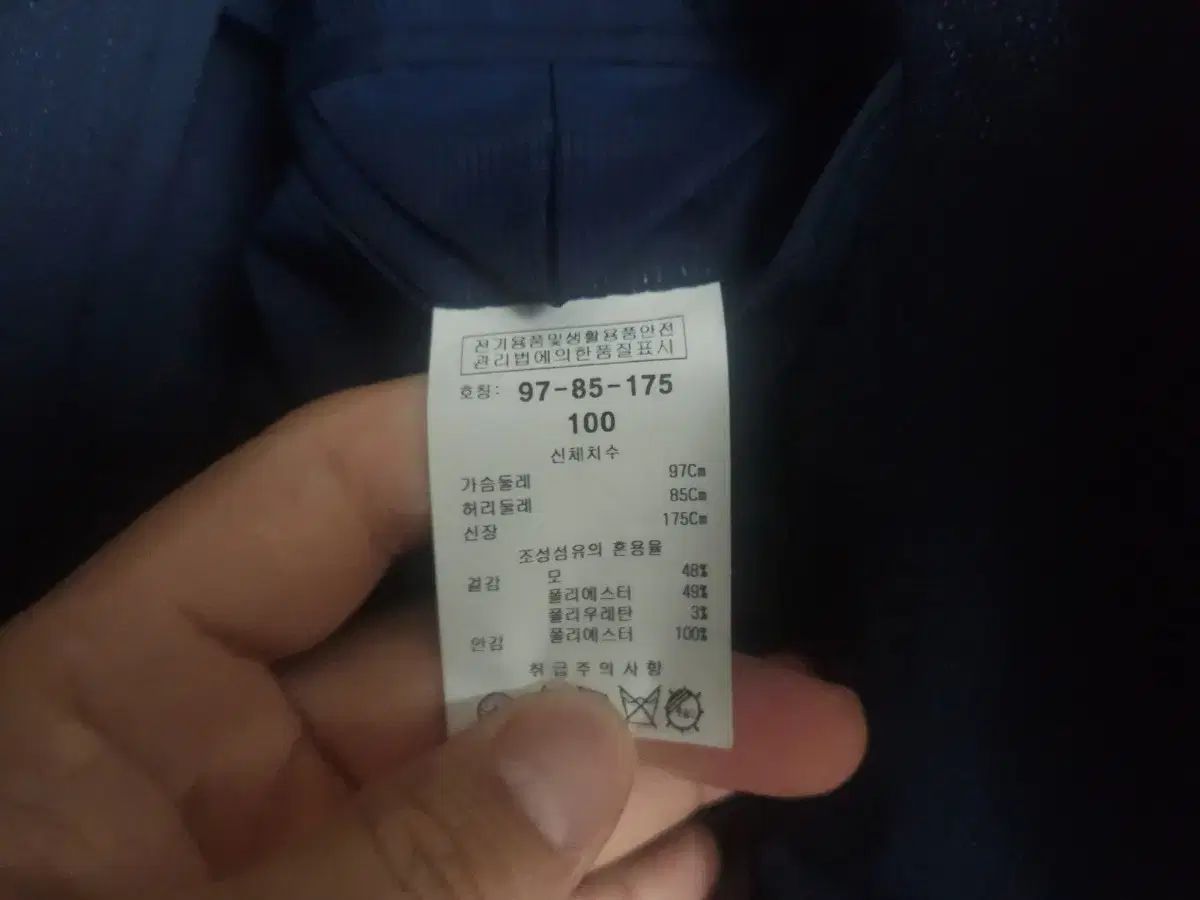 전기용품및생활용품안전
관리법에의한품질표시
호칭: 97-85-175
100
신체치수
가슴둘레 97Cm
허리둘레 85Cm
신장 175Cm
조성섬유의 혼용율
겉감 모 48%
폴리에스터 49%
폴리우레탄 3%
안감 폴리에스터 100%
취급주의사항